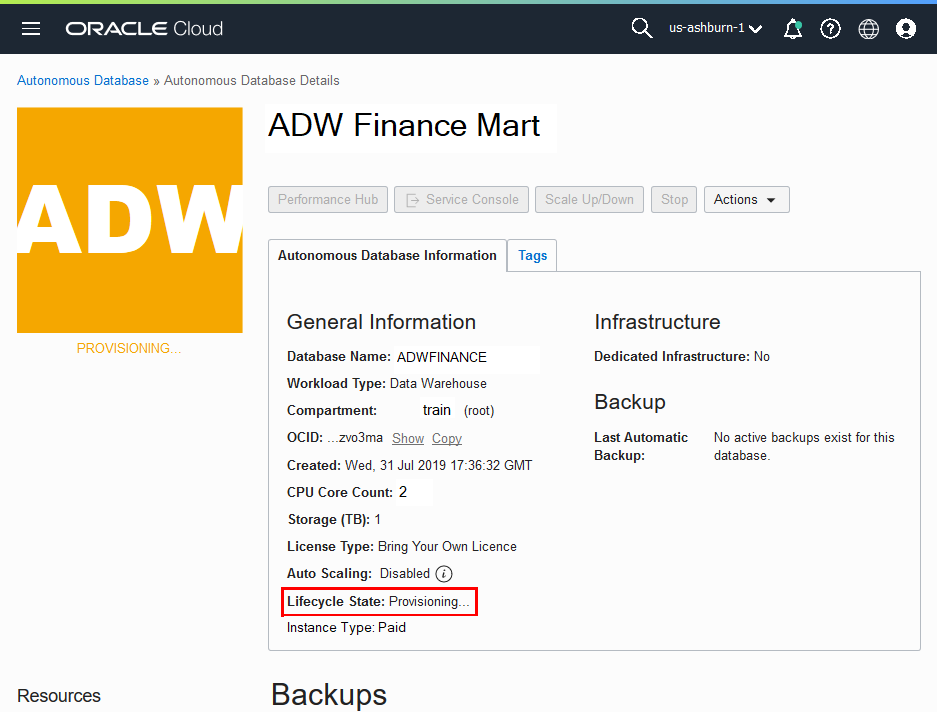 ORACLE Cloud
us-ashburn-1
Autonomous Database » Autonomous Database Details
ADW
PROVISIONING...
ADW Finance Mart
Performance Hub
Service Console
Scale Up/Down
Stop
Actions
Autonomous Database Information
Tags
General Information
Database Name: ADWFINANCE
Workload Type: Data Warehouse
Compartment: train (root)
OCID: ...zvo3ma Show Copy
Created: Wed, 31 Jul 2019 17:36:32 GMT
CPU Core Count: 2
Storage (TB): 1
License Type: Bring Your Own Licence
Auto Scaling: Disabled i
Lifecycle State: Provisioning...
Instance Type: Paid
Infrastructure
Dedicated Infrastructure: No
Backup
Last Automatic Backup: No active backups exist for this database.
Resources
Backups